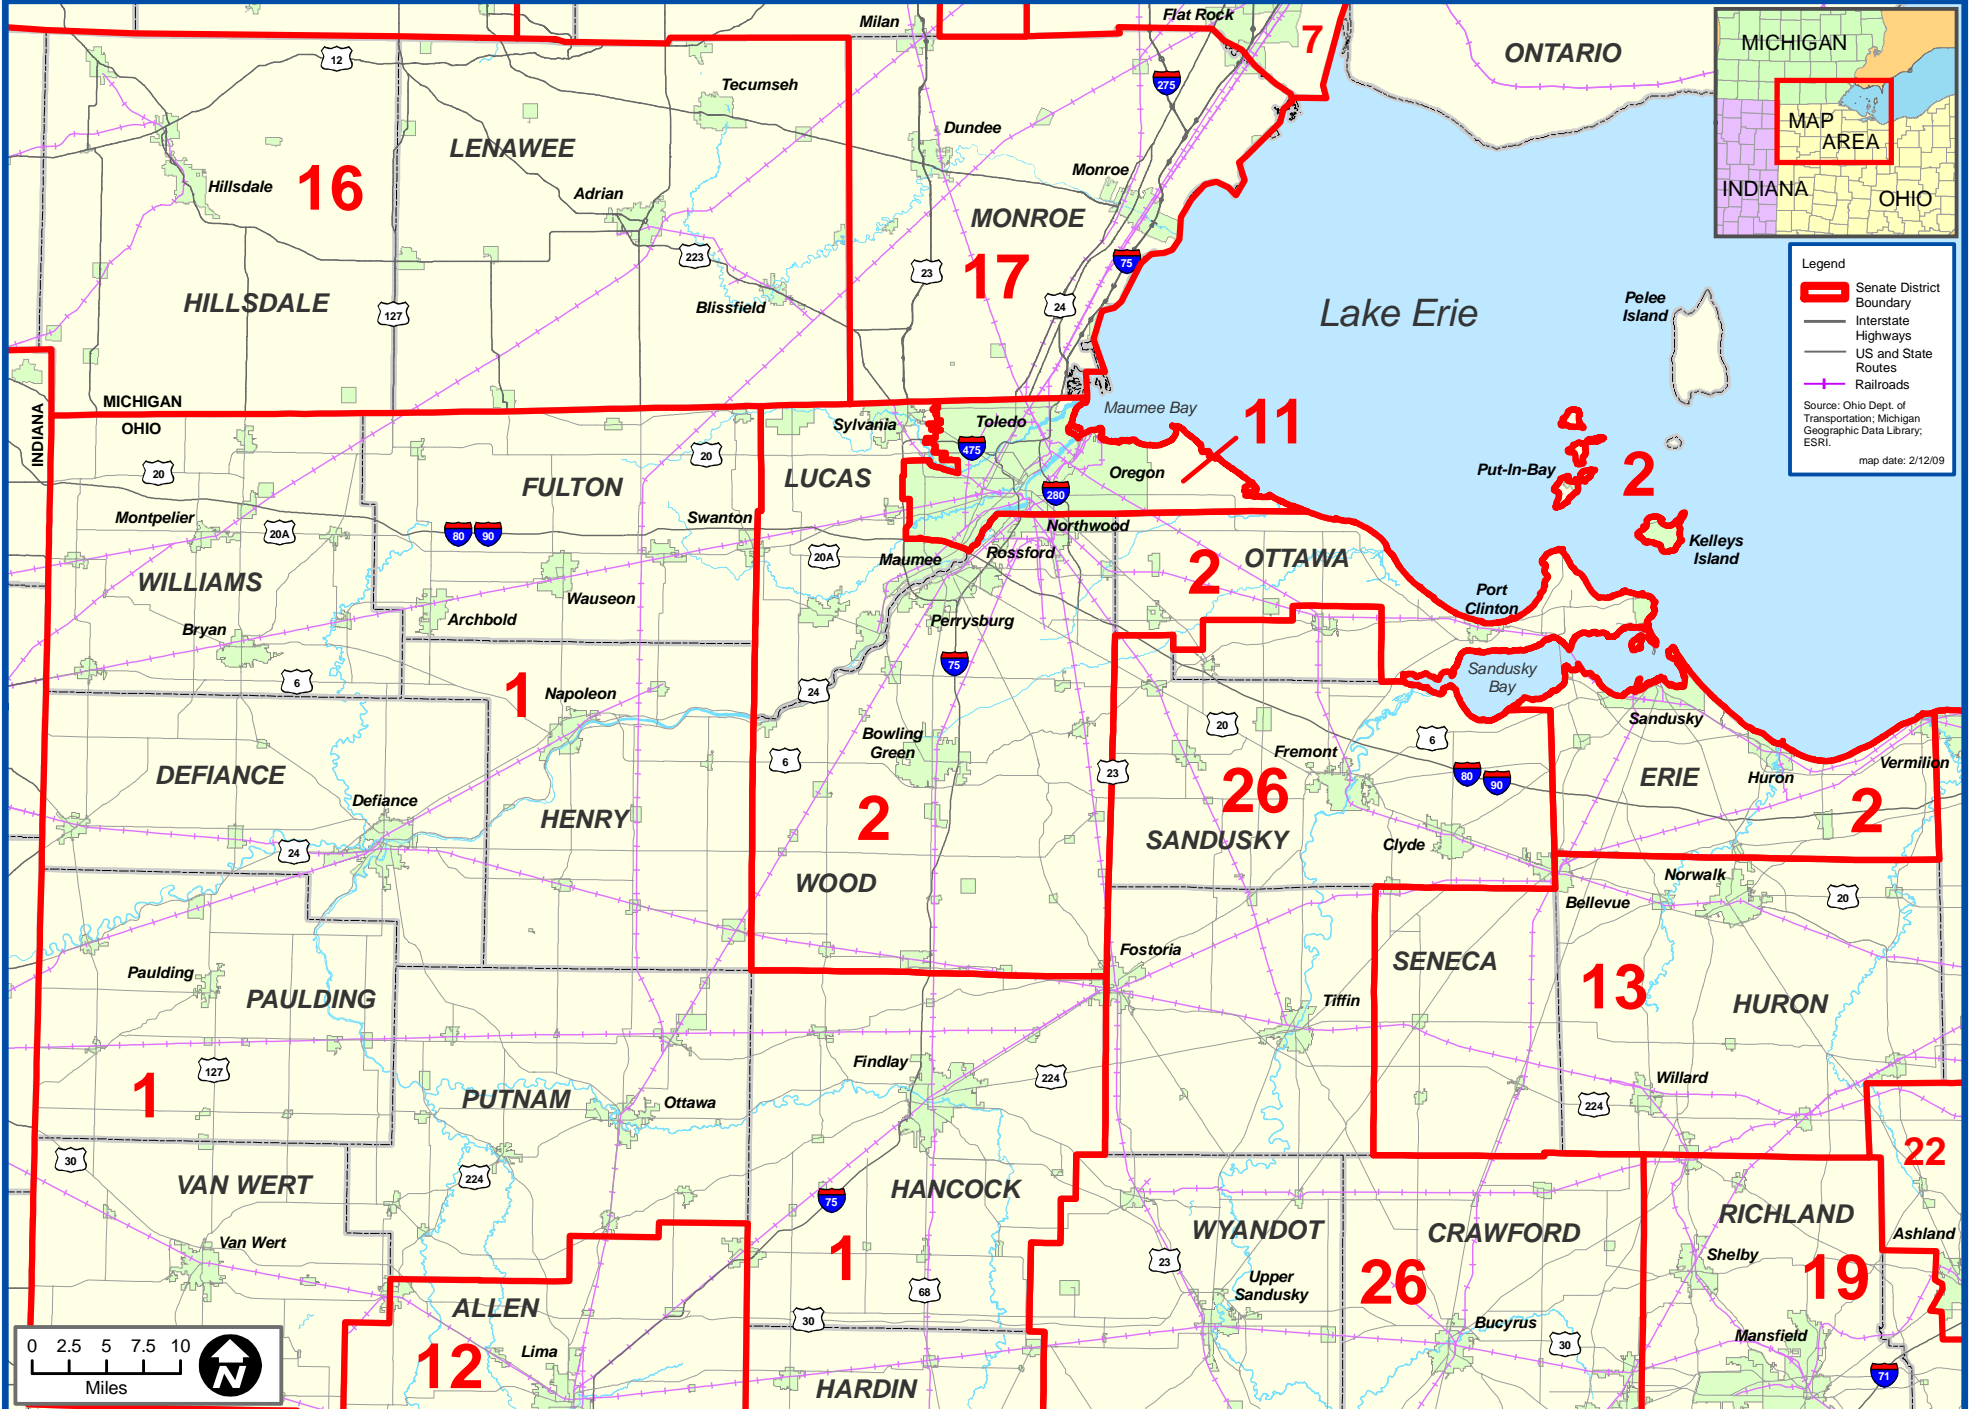 Milan
Flat Rock
7
ONTARIO
MICHIGAN
MAP
AREA
INDIANA
OHIO
12
Tecumseh
275
LENAWEE
Dundee
Hillsdale
16
Adrian
Monroe
MONROE
223
23
17
75
HILLSDALE
127
Blissfield
24
Lake Erie
Pelee
Island
Legend
Senate District
Boundary
Interstate
Highways
US and State
Routes
Railroads
Source: Ohio Dept. of
Transportation; Michigan
Geographic Data Library;
ESRI.
map date: 2/12/09
INDIANA
MICHIGAN
OHIO
Maumee Bay
11
Sylvania
Toledo
475
20
20
LUCAS
Oregon
Put-In-Bay
2
FULTON
280
Montpelier
20A
80
90
Swanton
Northwood
Kelleys
Island
20A
Maumee
Rossford
2
OTTAWA
WILLIAMS
Wauseon
Port
Clinton
Archbold
Perrysburg
Bryan
6
75
Sandusky
Bay
1
Napoleon
24
Sandusky
Bowling
Green
20
6
6
Fremont
DEFIANCE
23
26
80
90
ERIE
Huron
Vermilion
Defiance
HENRY
2
2
24
SANDUSKY
Clyde
WOOD
Norwalk
20
Bellevue
Fostoria
SENECA
Paulding
PAULDING
Tiffin
13
HURON
127
Findlay
224
1
PUTNAM
Ottawa
Willard
224
30
VAN WERT
224
75
HANCOCK
22
WYANDOT
CRAWFORD
RICHLAND
Van Wert
1
23
Shelby
Ashland
ALLEN
68
Upper
Sandusky
26
19
30
Bucyrus
30
Mansfield
0 2.5 5 7.5 10
Miles
N
12
Lima
HARDIN
71